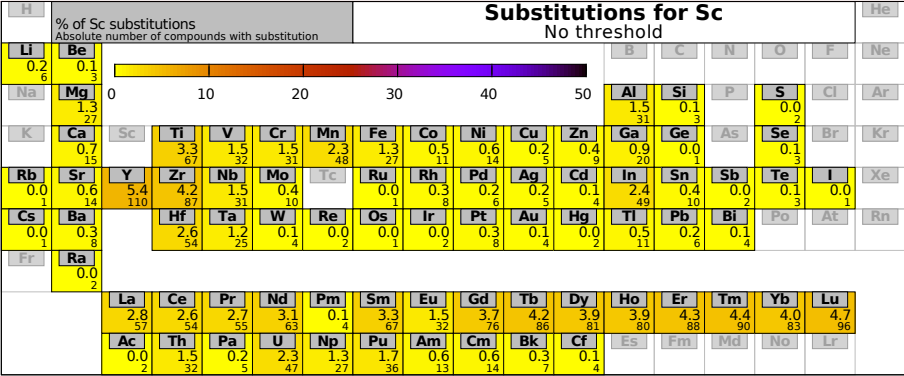 H He
% of Sc substitutions
Absolute number of compounds with substitution
Substitutions for Sc
No threshold
Li Be B C N O F Ne
0.2 0.1
6 3
0 10 20 30 40 50
Na Mg Al Si P S Cl Ar
1.3 1.5 0.1 0.0
27 31 3 2
K Ca Sc Ti V Cr Mn Fe Co Ni Cu Zn Ga Ge As Se Br Kr
0.7 3.3 1.5 1.5 2.3 1.3 0.5 0.6 0.2 0.4 0.9 0.0 0.1
15 67 32 31 48 27 11 14 5 9 20 1 3
Rb Sr Y Zr Nb Mo Tc Ru Rh Pd Ag Cd In Sn Sb Te I Xe
0.0 0.6 5.4 4.2 1.5 0.4 0.0 0.3 0.2 0.2 0.1 2.4 0.4 0.0 0.1 0.0
1 14 110 87 31 10 1 8 6 5 4 49 10 2 3 1
Cs Ba Hf Ta W Re Os Ir Pt Au Hg Tl Pb Bi Po At Rn
0.0 0.3 2.6 1.2 0.1 0.0 0.0 0.0 0.3 0.1 0.0 0.5 0.2 0.1
1 8 54 25 4 2 1 2 8 4 2 11 6 4
Fr Ra
0.0
2
La Ce Pr Nd Pm Sm Eu Gd Tb Dy Ho Er Tm Yb Lu
2.8 2.6 2.7 3.1 0.1 3.3 1.5 3.7 4.2 3.9 3.9 4.3 4.4 4.0 4.7
57 54 55 63 4 67 32 76 86 81 80 88 90 83 96
Ac Th Pa U Np Pu Am Cm Bk Cf Es Fm Md No Lr
0.0 1.5 0.2 2.3 1.3 1.7 0.6 0.6 0.3 0.1
2 32 5 47 27 36 13 14 7 4